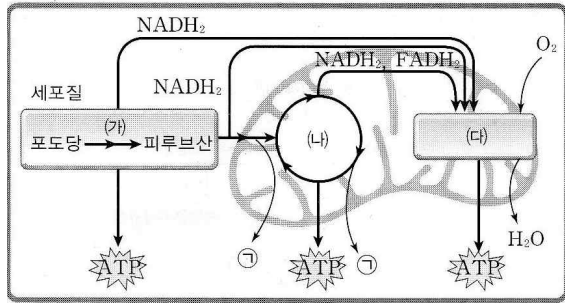 NADH₂
NADH₂, FADH₂
O₂
세포질
NADH₂
(가)
포도당 피루브산
(나)
(다)
㉠
㉠
H₂O
ATP
ATP
ATP